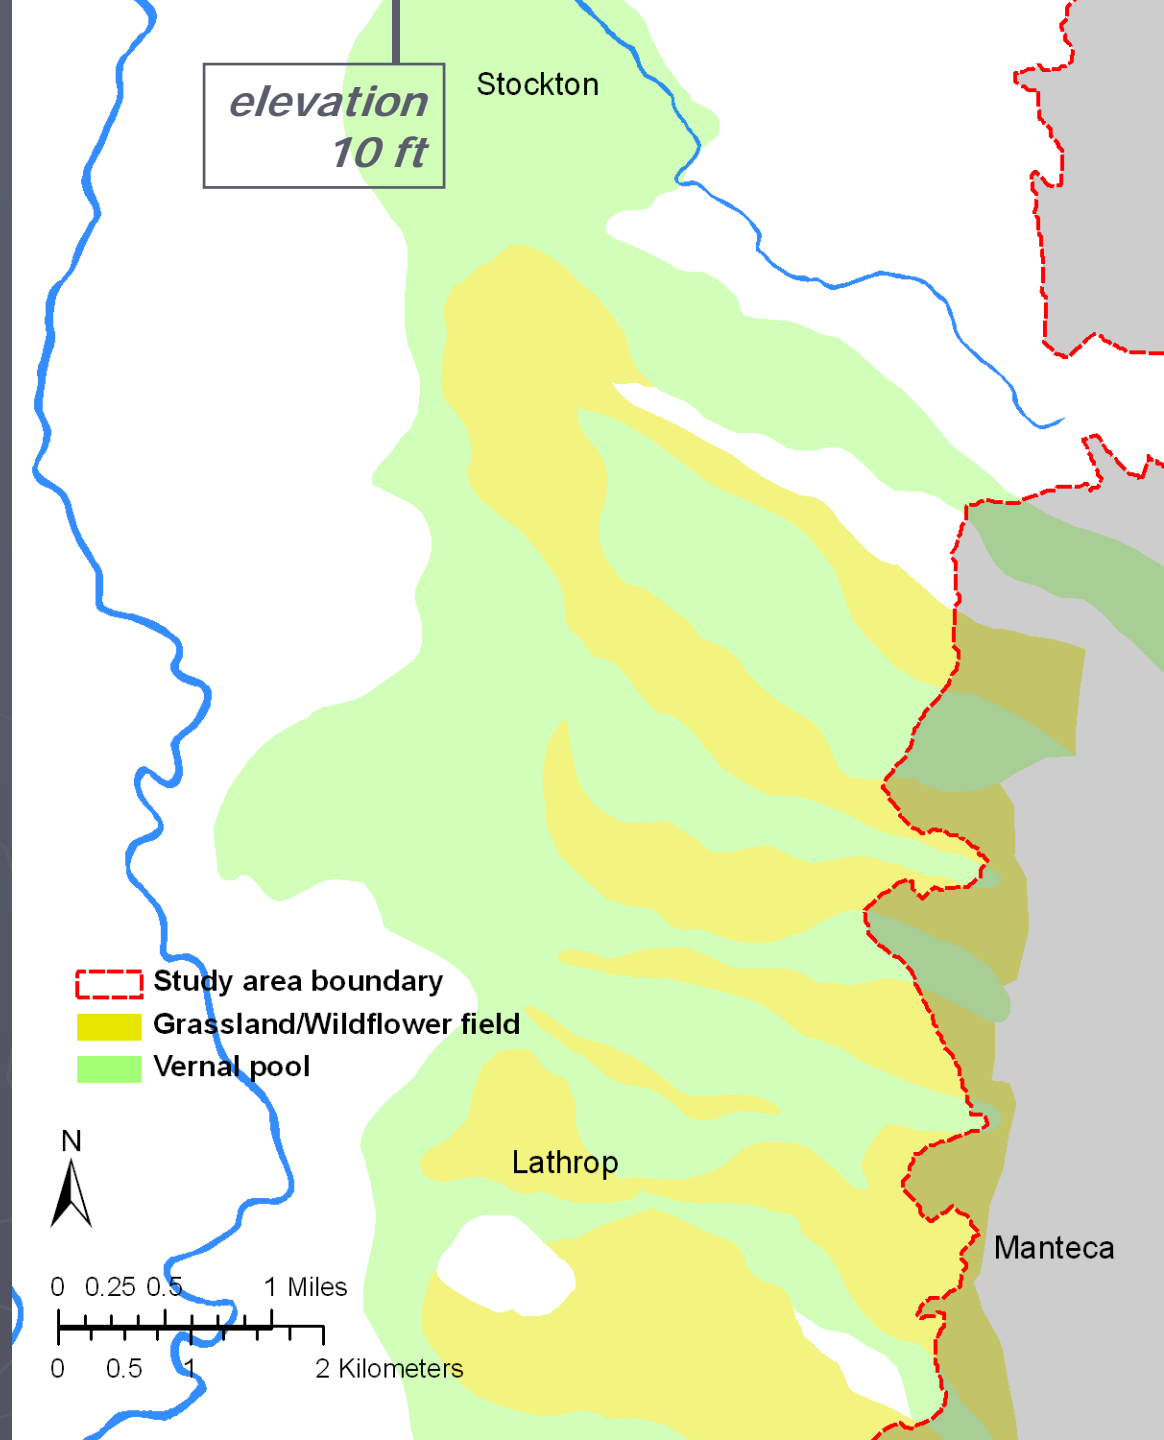 Stockton
elevation
10 ft
Study area boundary
Grassland/Wildflower field
Vernal pool
N
Lathrop
Manteca
0 0.25 0.5 1 Miles
0 0.5 1 2 Kilometers